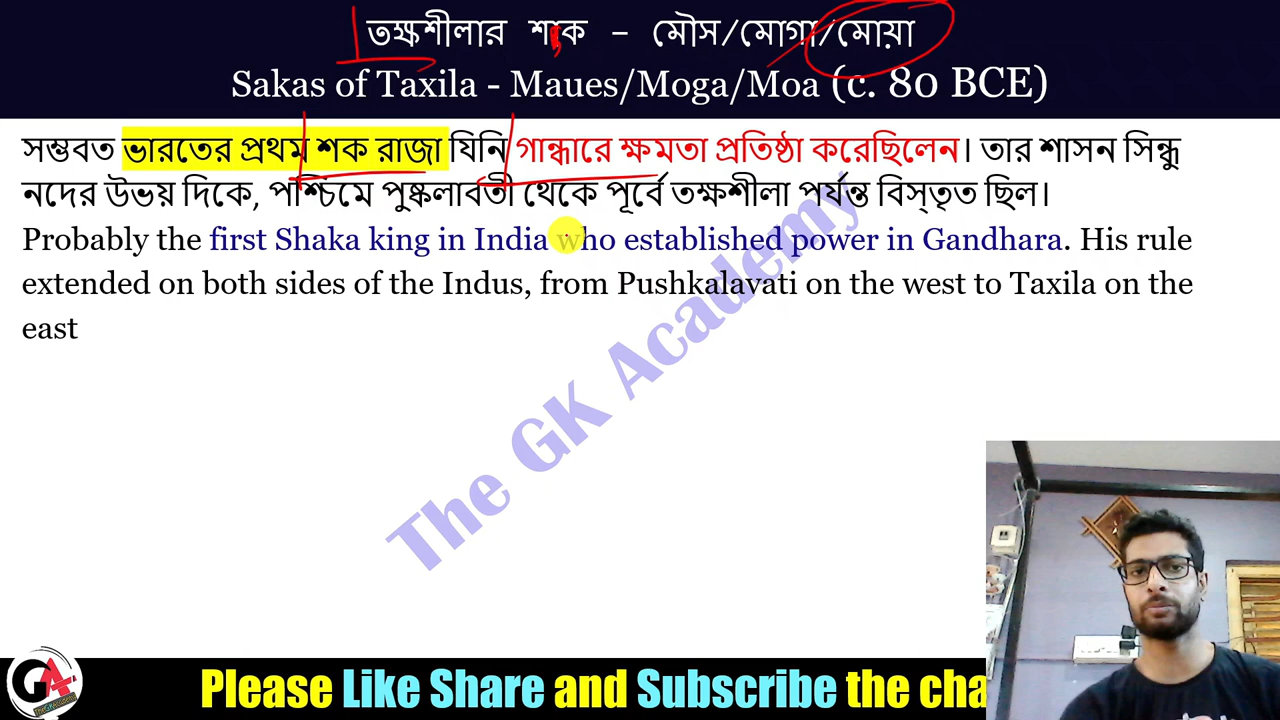 তক্ষশীলার শাক – মৌস/মোগা/মোয়া
Sakas of Taxila - Maues/Moga/Moa (c. 80 BCE)
সম্ভবত ভারতের প্রথম শক রাজা যিনি গান্ধারে ক্ষমতা প্রতিষ্ঠা করেছিলেন। তার শাসন সিন্ধু
নদের উভয় দিকে, পশ্চিমে পুষ্কলাবতী থেকে পূর্বে তক্ষশীলা পর্যন্ত বিস্তৃত ছিল।
Probably the first Shaka king in India who established power in Gandhara. His rule
extended on both sides of the Indus, from Pushkalavati on the west to Taxila on the
east
The GK Academy
GA
Please Like Share and Subscribe the cha